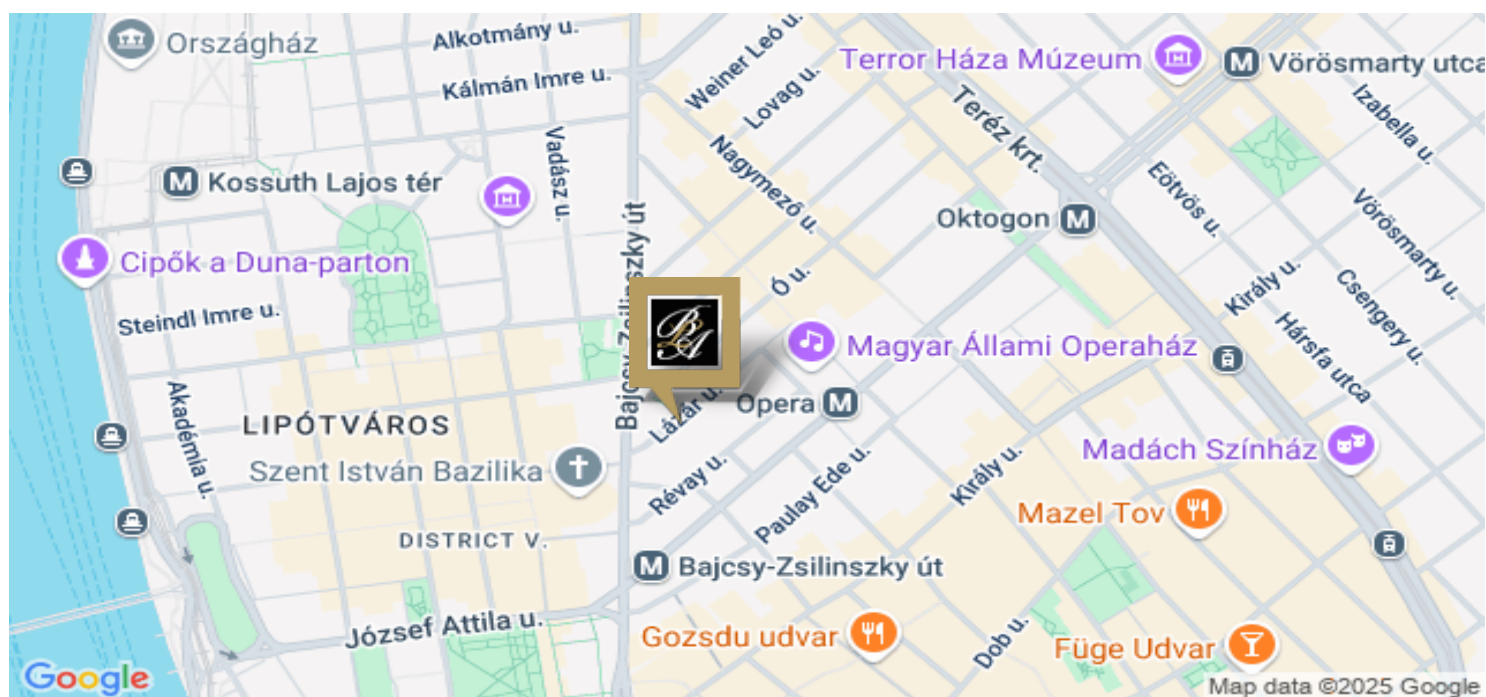 Országház
Alkotmány u.
Kálmán Imre u.
Weiner Leó u.
Lovag u.
Terror Háza Múzeum
M Vörösmarty utca
Izabella u.
Teréz krt.
Vadász u.
Nagymező u.
M Kossuth Lajos tér
Eötvös u.
Vörösmarty u.
Oktogon M
Cipők a Duna-parton
Bajcsy-Zsilinszky út
Ó u.
Király u.
Csengery u.
Steindl Imre u.
BLA
Magyar Állami Operaház
Hársfa utca
Akadémia u.
LIPÓTVÁROS
Lázár u.
Opera M
Szent István Bazilika
Madách Színház
Révay u.
Paulay Ede u.
Király u.
Mazel Tov
DISTRICT V.
M Bajcsy-Zsilinszky út
József Attila u.
Gozsdu udvar
Dob u.
Füge Udvar
Google
Map data ©2025 Google